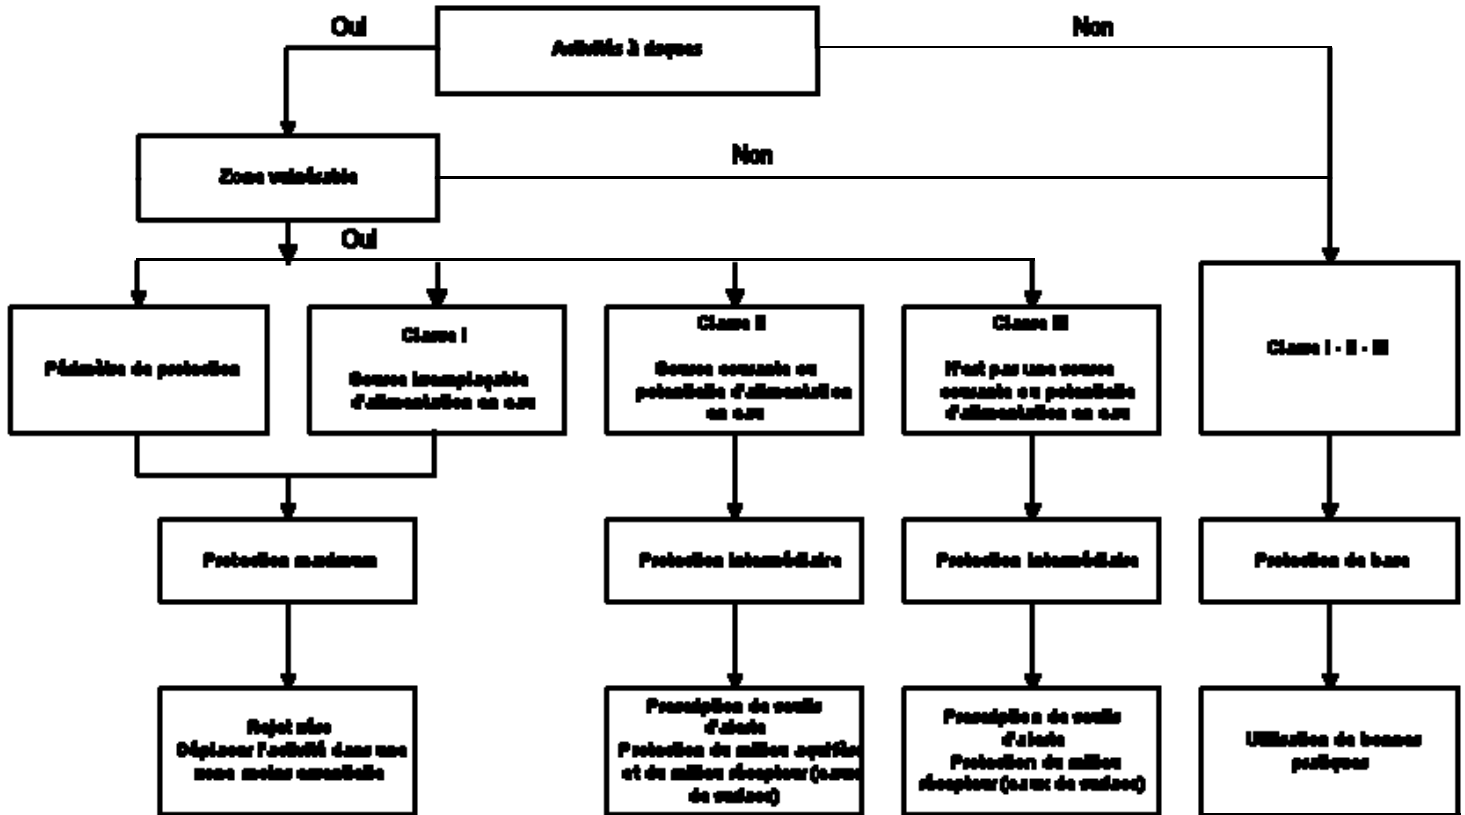 Oui
Activités à risques
Non
Zone vulnérable
Non
Oui
Périmètre de protection
Classe I
Source irremplaçable
d'alimentation en eau
Classe II
Source courante ou
potentielle d'alimentation
en eau
Classe III
N'est pas une source
courante ou potentielle
d'alimentation en eau
Classe I - II - III
Protection maximum
Protection intermédiaire
Protection intermédiaire
Protection de base
Rejet zéro
Déplacer l'activité dans une
zone moins essentielle
Prescription de seuils
d'alerte
Protection du milieu aquifère
et du milieu récepteur (eaux
de surface)
Prescription de seuils
d'alerte
Protection du milieu
récepteur (eaux de surface)
Utilisation de bonnes
pratiques